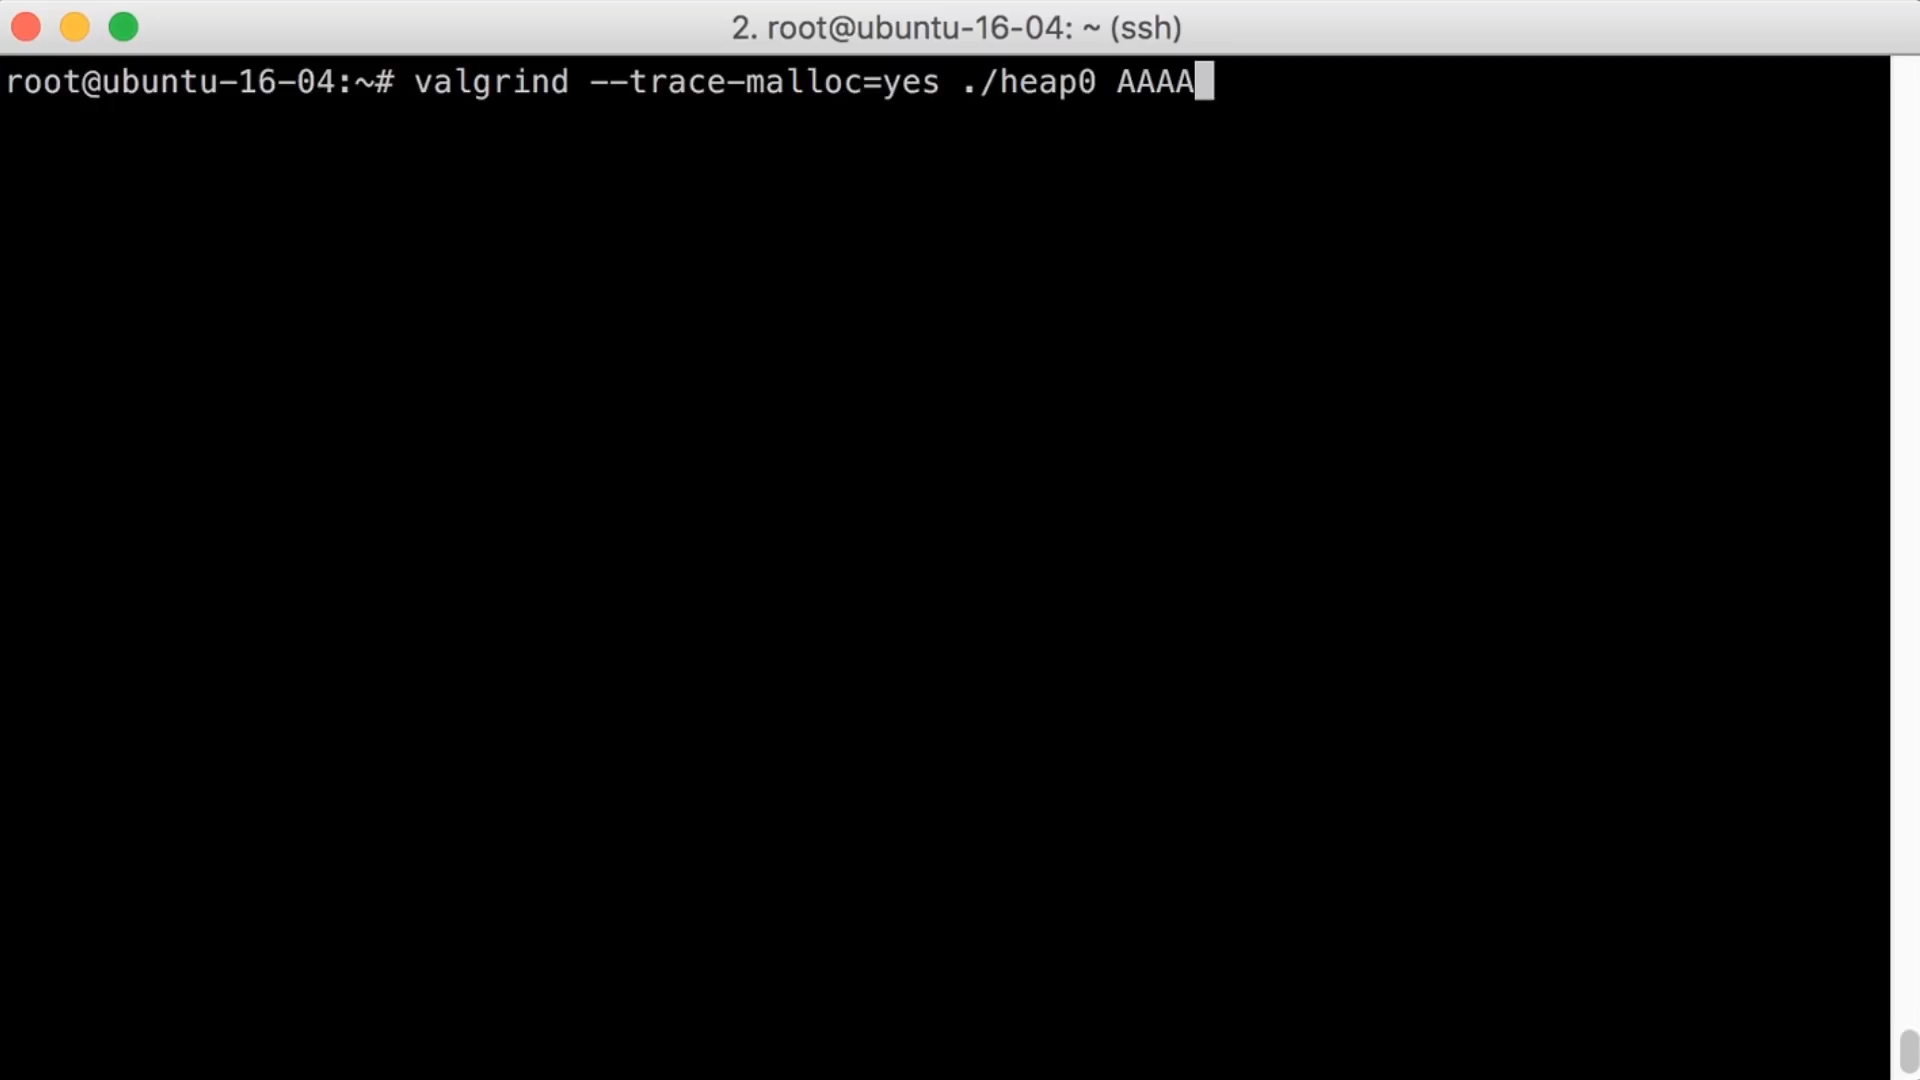 2. root@ubuntu-16-04: ~ (ssh)
root@ubuntu-16-04:~# valgrind --trace-malloc=yes ./heap0 AAAA